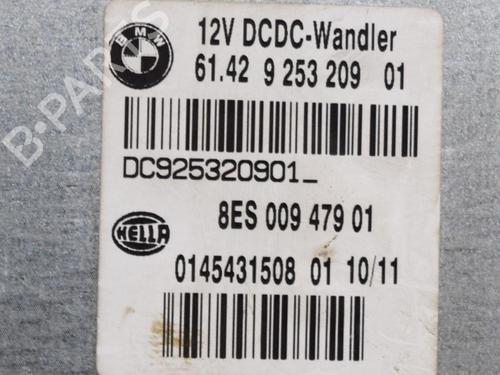 BMW
12V DCDC-Wandler
61.42 9 253 209 01
DC925320901_
8ES 009 479 01
HELLA
0145431508 01 10/11
B-PARTS